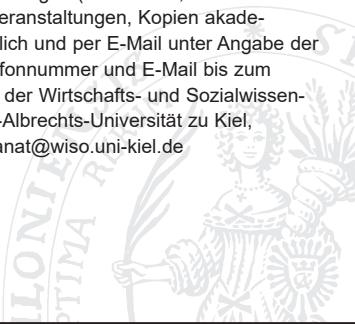 eranstaltungen, Kopien akade-
lich und per E-Mail unter Angabe der
fonnummer und E-Mail bis zum
der Wirtschafts- und Sozialwissen-
-Albrechts-Universität zu Kiel,
anat@wiso.uni-kiel.de